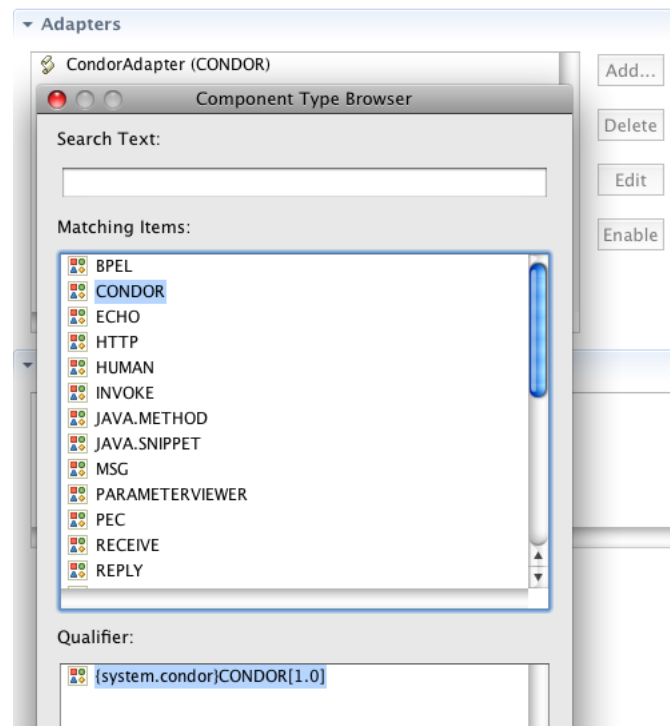 Adapters
CondorAdapter (CONDOR)
Add...
Component Type Browser
Delete
Search Text:
Edit
Matching Items:
Enable
BPEL
CONDOR
ECHO
HTTP
HUMAN
INVOKE
JAVA.METHOD
JAVA.SNIPPET
MSG
PARAMETERVIEWER
PEC
RECEIVE
REPLY
Qualifier:
{system.condor}CONDOR[1.0]